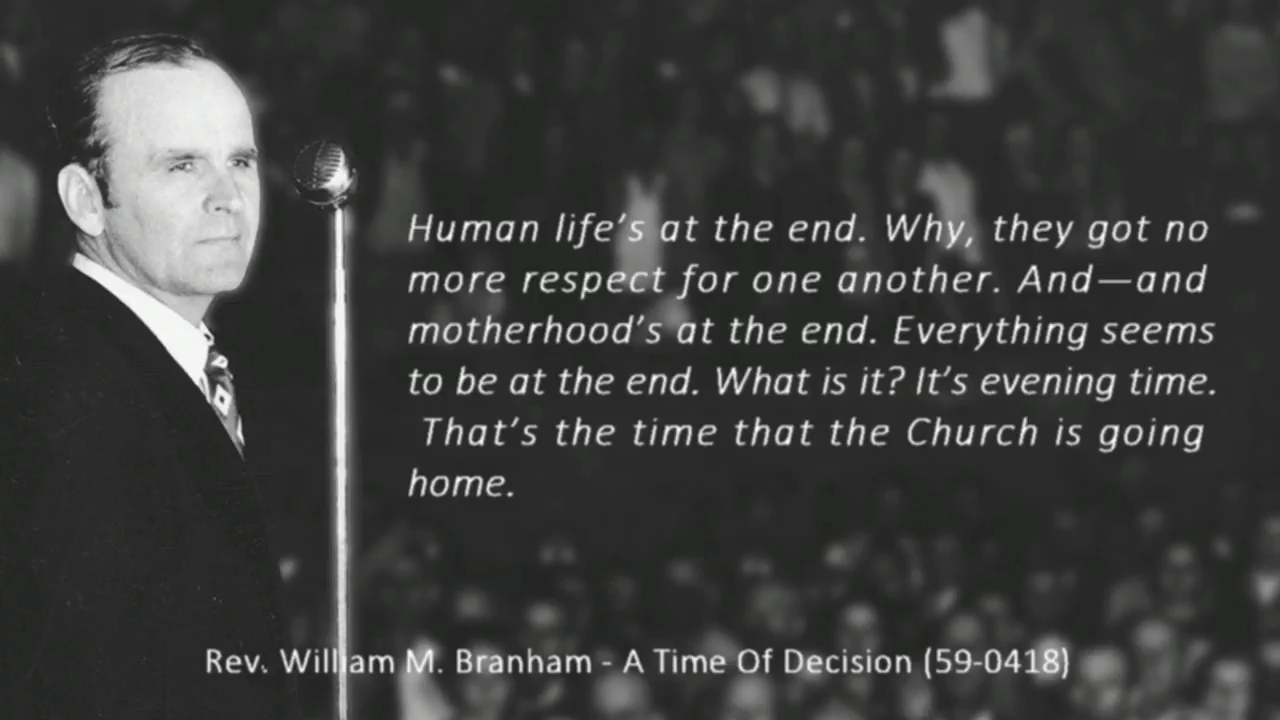 Human life’s at the end. Why, they got no
more respect for one another. And—and
motherhood’s at the end. Everything seems
to be at the end. What is it? It’s evening time.
That’s the time that the Church is going
home.
Rev. William M. Branham - A Time Of Decision (59-0418)